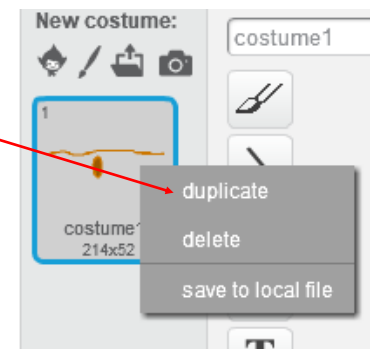 New costume:
costume1
1
costume1
214x52
duplicate
delete
save to local file
T